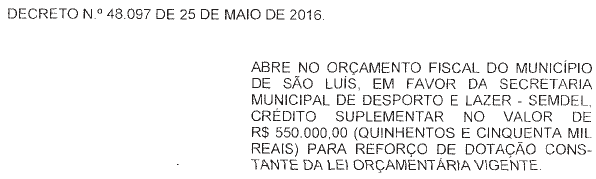 DECRETO N.º 48.097 DE 25 DE MAIO DE 2016.
ABRE NO ORÇAMENTO FISCAL DO MUNICÍPIO
DE SÃO LUÍS, EM FAVOR DA SECRETARIA
MUNICIPAL DE DESPORTO E LAZER - SEMDEL,
CRÉDITO SUPLEMENTAR NO VALOR DE
R$ 550.000,00 (QUINHENTOS E CINQUENTA MIL
REAIS) PARA REFORÇO DE DOTAÇÃO CONS-
TANTE DA LEI ORÇAMENTÁRIA VIGENTE.